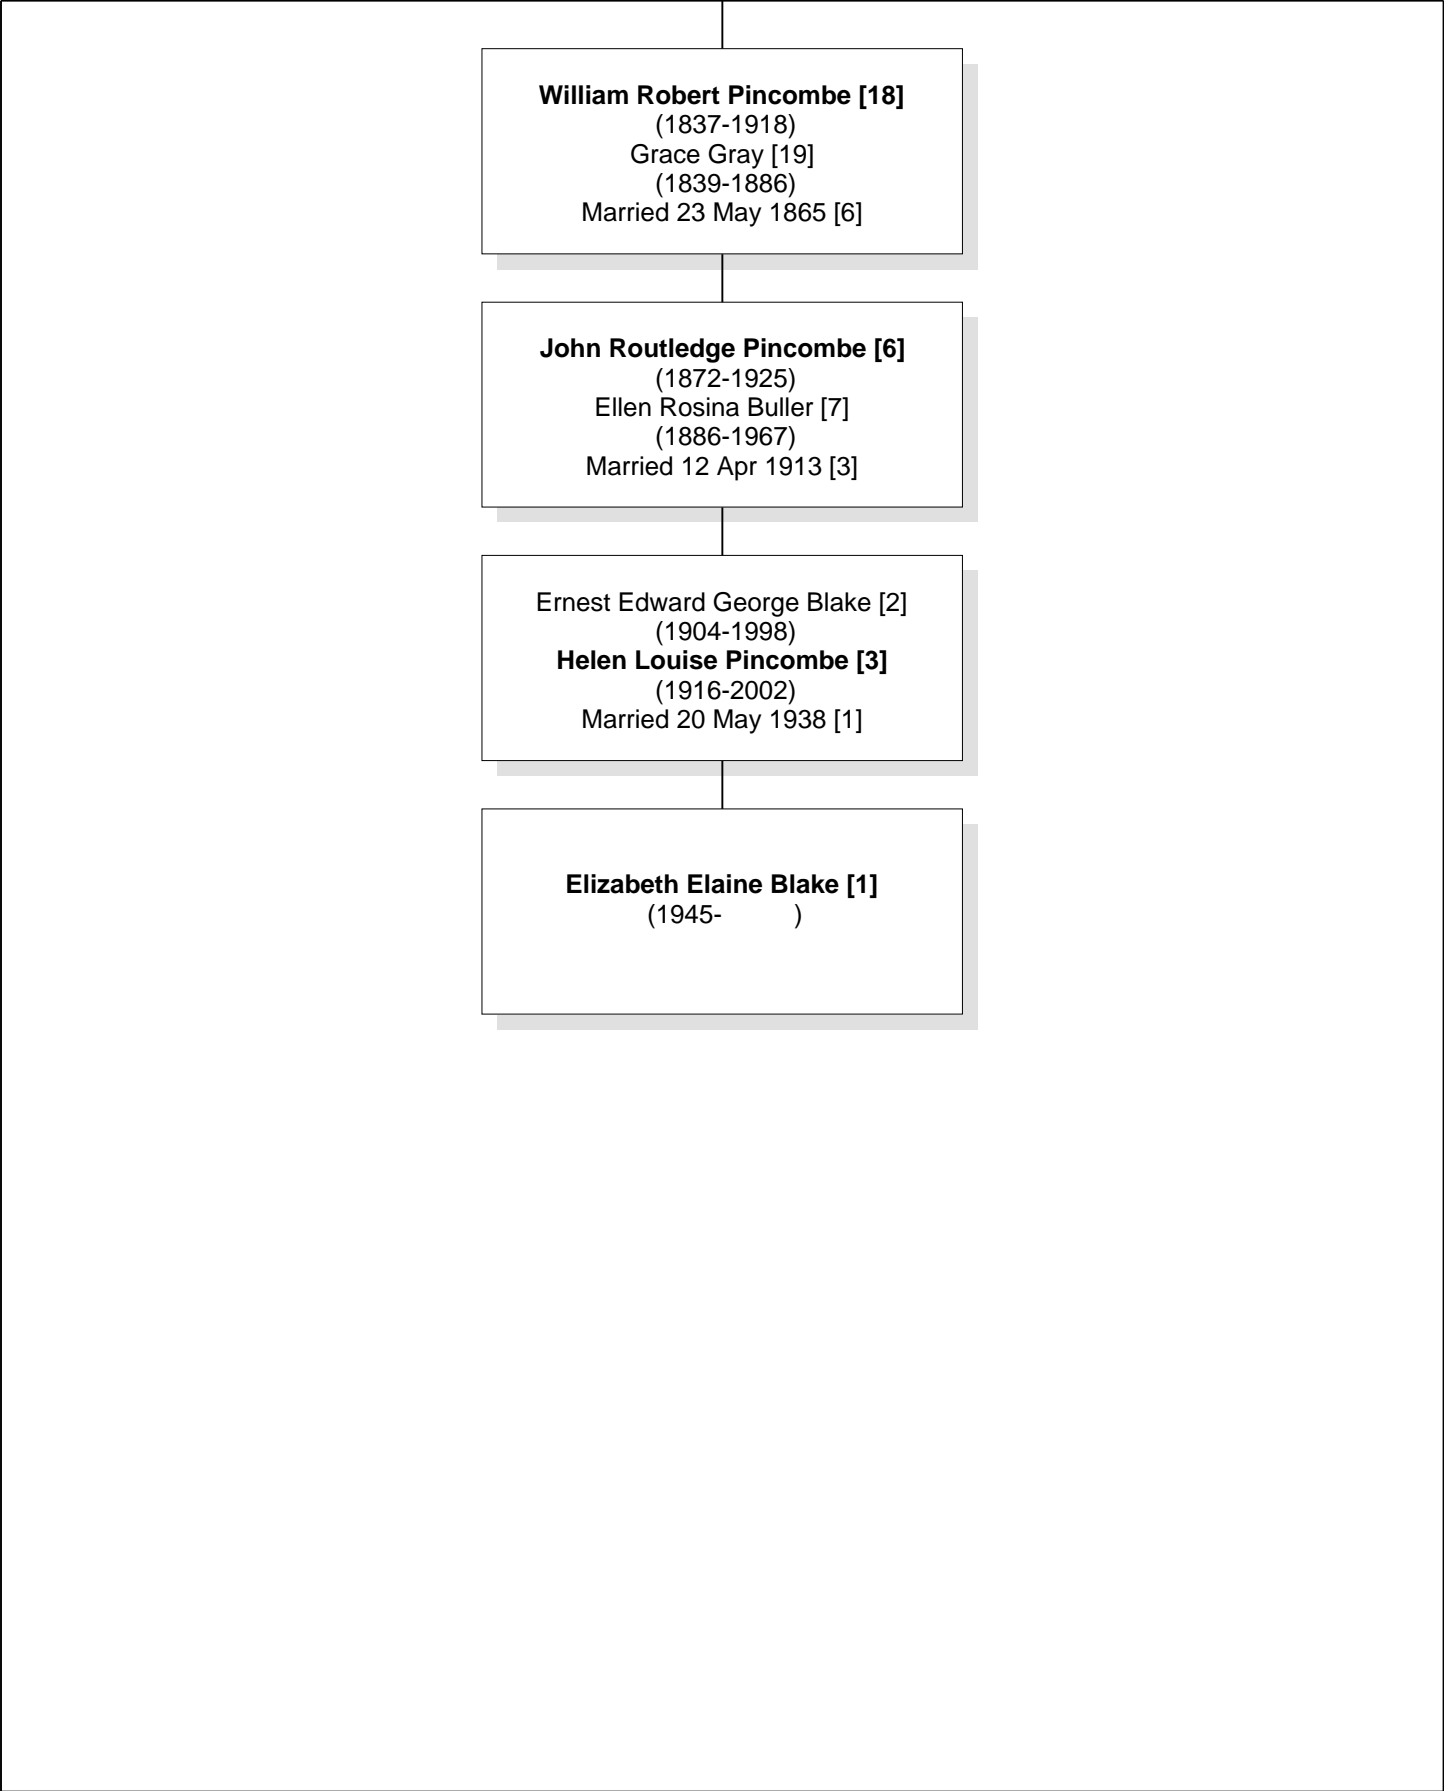 William Robert Pincombe [18]
(1837-1918)
Grace Gray [19]
(1839-1886)
Married 23 May 1865 [6]
John Routledge Pincombe [6]
(1872-1925)
Ellen Rosina Buller [7]
(1886-1967)
Married 12 Apr 1913 [3]
Ernest Edward George Blake [2]
(1904-1998)
Helen Louise Pincombe [3]
(1916-2002)
Married 20 May 1938 [1]
Elizabeth Elaine Blake [1]
(1945-          )